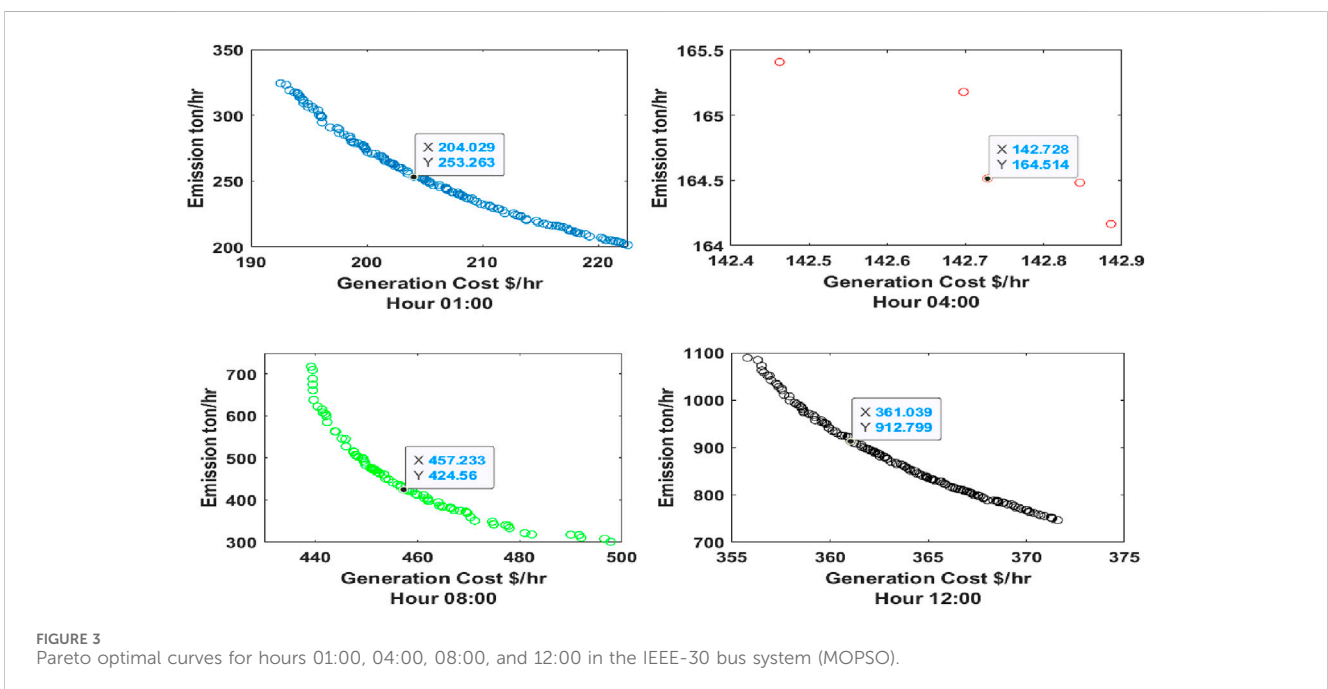 350
300
250
200
190
200
210
220
Emission ton/hr
X 204.029
Y 253.263
Generation Cost $/hr
Hour 01:00
165.5
165
164.5
164
142.4
142.5
142.6
142.7
142.8
142.9
Emission ton/hr
X 142.728
Y 164.514
Generation Cost $/hr
Hour 04:00
700
600
500
400
300
440
460
480
500
Emission ton/hr
X 457.233
Y 424.56
Generation Cost $/hr
Hour 08:00
1100
1000
900
800
700
355
360
365
370
375
Emission ton/hr
X 361.039
Y 912.799
Generation Cost $/hr
Hour 12:00
FIGURE 3
Pareto optimal curves for hours 01:00, 04:00, 08:00, and 12:00 in the IEEE-30 bus system (MOPSO).